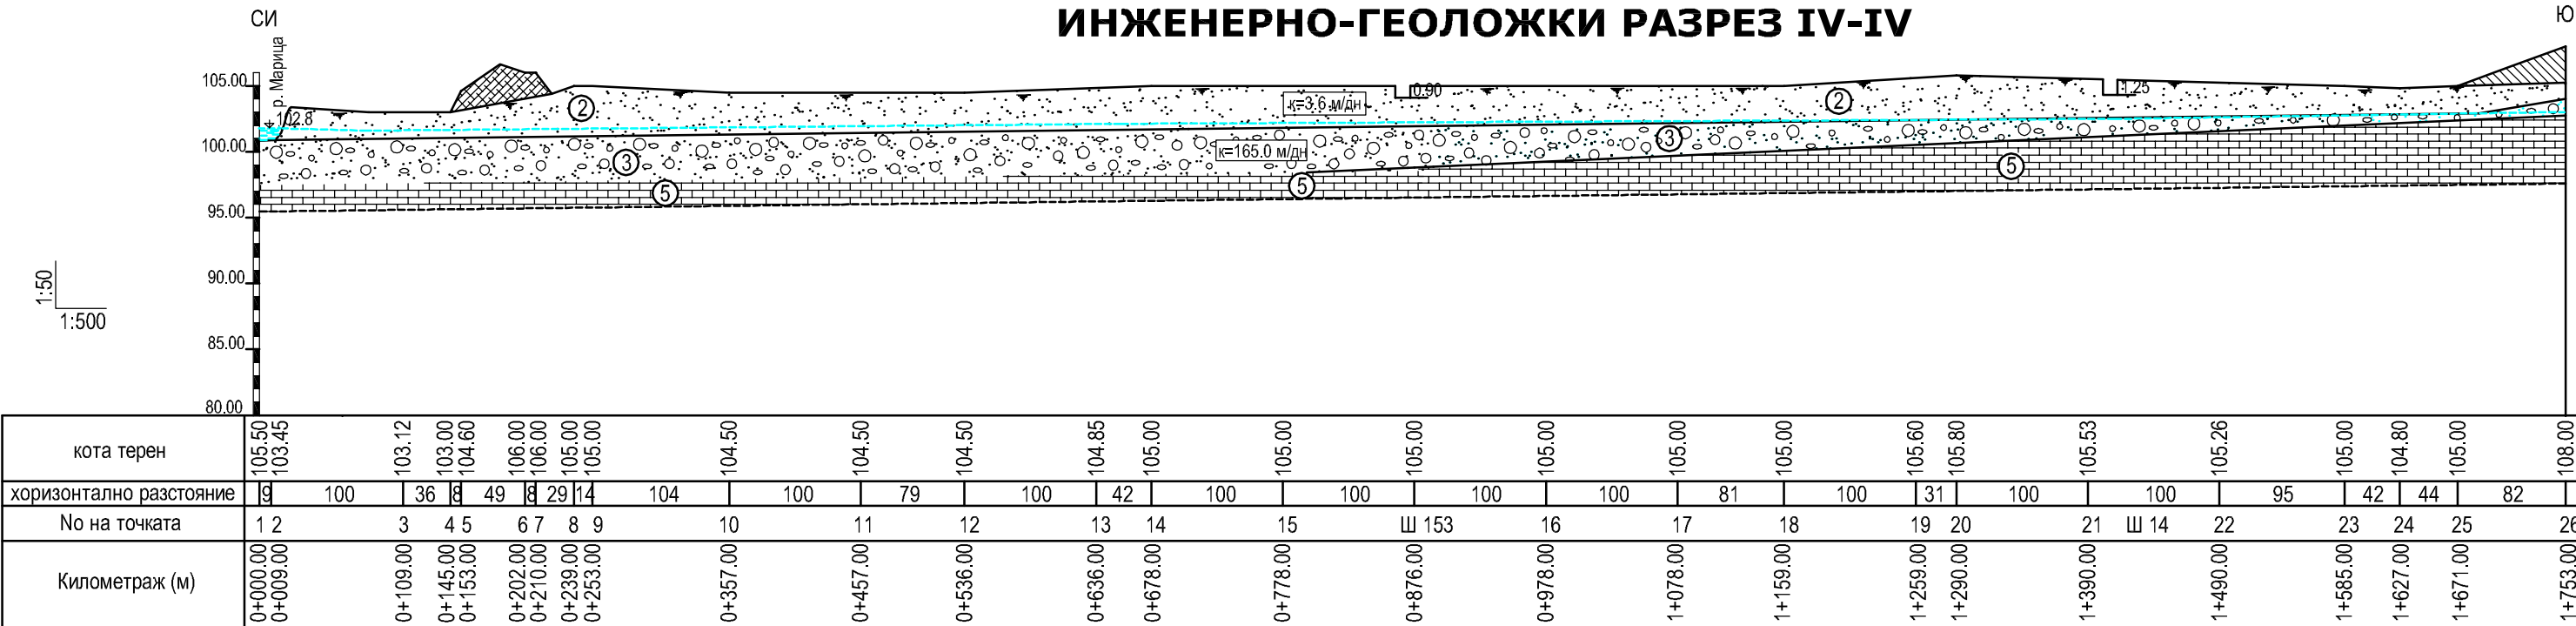 СИ
ИНЖЕНЕРНО-ГЕОЛОЖКИ РАЗРЕЗ IV-IV
Ю
р. Марица
105.00
102.8
2
к=3.6 м/дн
0.90
2
1.25
100.00
3
к=165.0 м/дн
3
5
5
5
95.00
90.00
1:50
1:500
85.00
80.00
кота терен 105.50 103.45 103.12 103.00 104.60 106.00 106.00 105.00 105.00 104.50 104.50 104.50 104.85 105.00 105.00 105.00 105.00 105.00 105.00 105.60 105.80 105.53 105.26 105.00 104.80 105.00 108.00
хоризонтално разстояние 9 100 36 8 49 8 29 14 104 100 79 100 42 100 100 100 100 81 100 31 100 100 95 42 44 82
No на точката 1 2 3 4 5 6 7 8 9 10 11 12 13 14 15 Ш 153 16 17 18 19 20 21 Ш 14 22 23 24 25 26
Километраж (м) 0+000.00 0+009.00 0+109.00 0+145.00 0+153.00 0+202.00 0+210.00 0+239.00 0+253.00 0+357.00 0+457.00 0+536.00 0+636.00 0+678.00 0+778.00 0+876.00 0+978.00 1+078.00 1+159.00 1+259.00 1+290.00 1+390.00 1+490.00 1+585.00 1+627.00 1+671.00 1+753.00